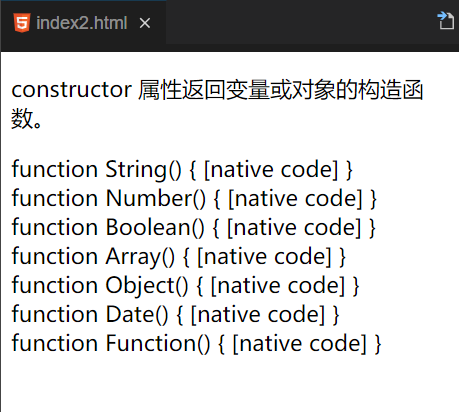 index2.html
constructor 属性返回变量或对象的构造函
数。
function String() { [native code] }
function Number() { [native code] }
function Boolean() { [native code] }
function Array() { [native code] }
function Object() { [native code] }
function Date() { [native code] }
function Function() { [native code] }